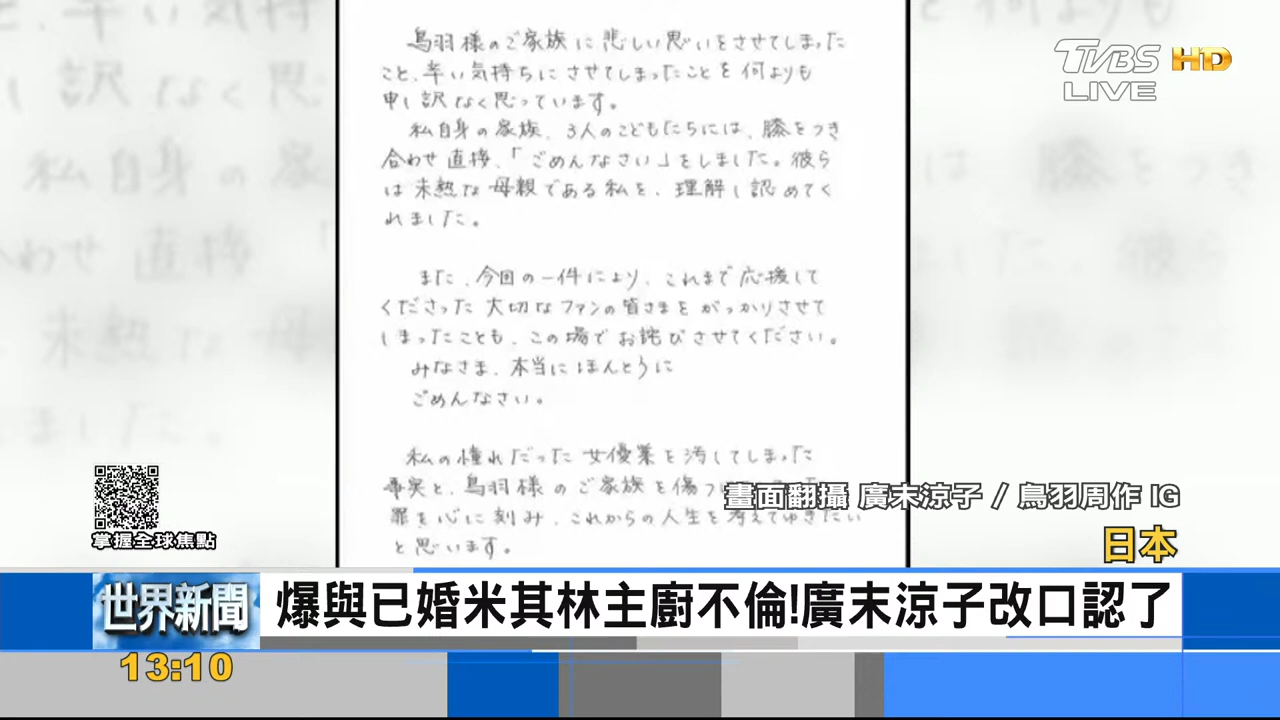 鳥羽様のご家族に悲しい思いをさせてしまった
こと、辛い気持ちにさせてしまったことを何よりも
申し訳なく思っています。
私自身の家族、3人のこどもたちには、膝をつき
合わせ直接、「ごめんなさい」をしました。彼ら
は未熟な母親である私を、理解し認めてく
れました。
また、今回の一件により、これまで応援して
くださった大切なファンの皆さまをがっかりさせて
しまったことも、この場でお詫びさせてください。
みなさま、本当にほんとうに
ごめんなさい。
私の憧れだった女優業を汚してしまった
事実と、鳥羽様のご家族を傷つ
罪を心に刻み、これからの人生を考えてゆきたい
と思います。
TVBS HD
LIVE
掌握全球焦點
畫面翻攝 廣末涼子 / 鳥羽周作 IG
日本
世界新聞
爆與已婚米其林主廚不倫!廣末涼子改口認了
13:10